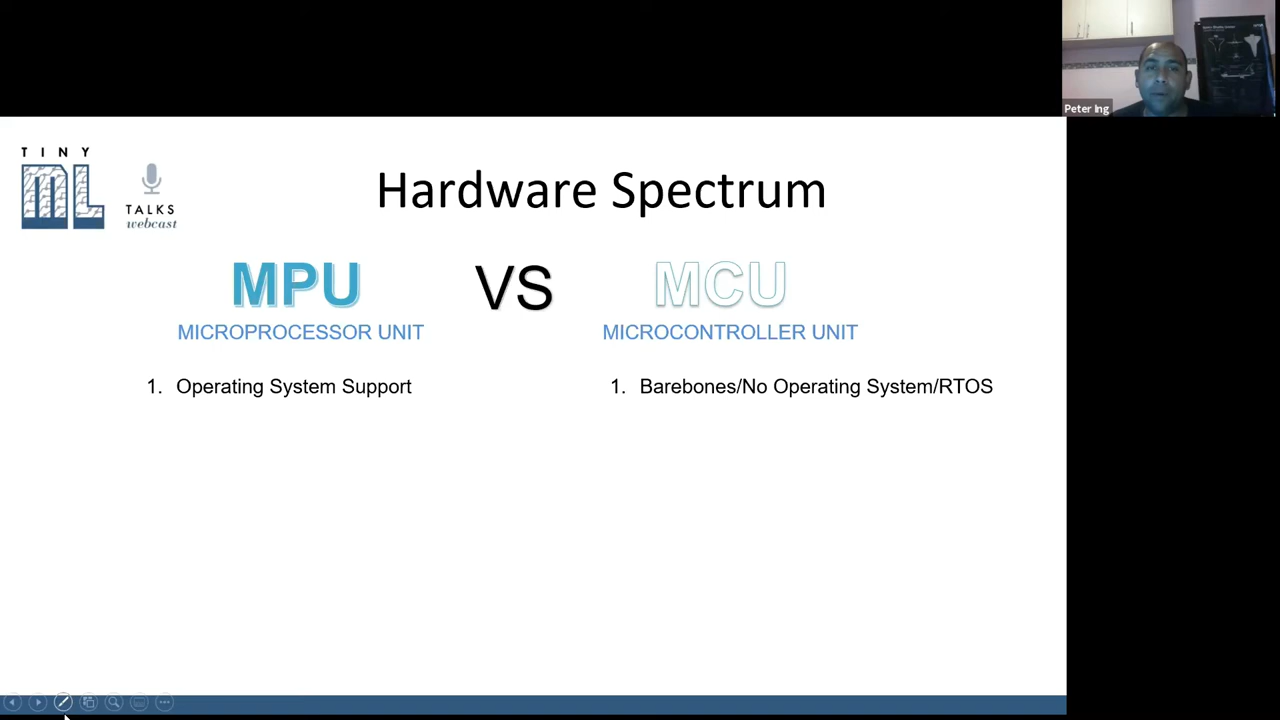 Peter Ing
TINY
ML
TALKS
webcast
Hardware Spectrum
MPU VS MCU
MICROPROCESSOR UNIT MICROCONTROLLER UNIT
1. Operating System Support
1. Barebones/No Operating System/RTOS